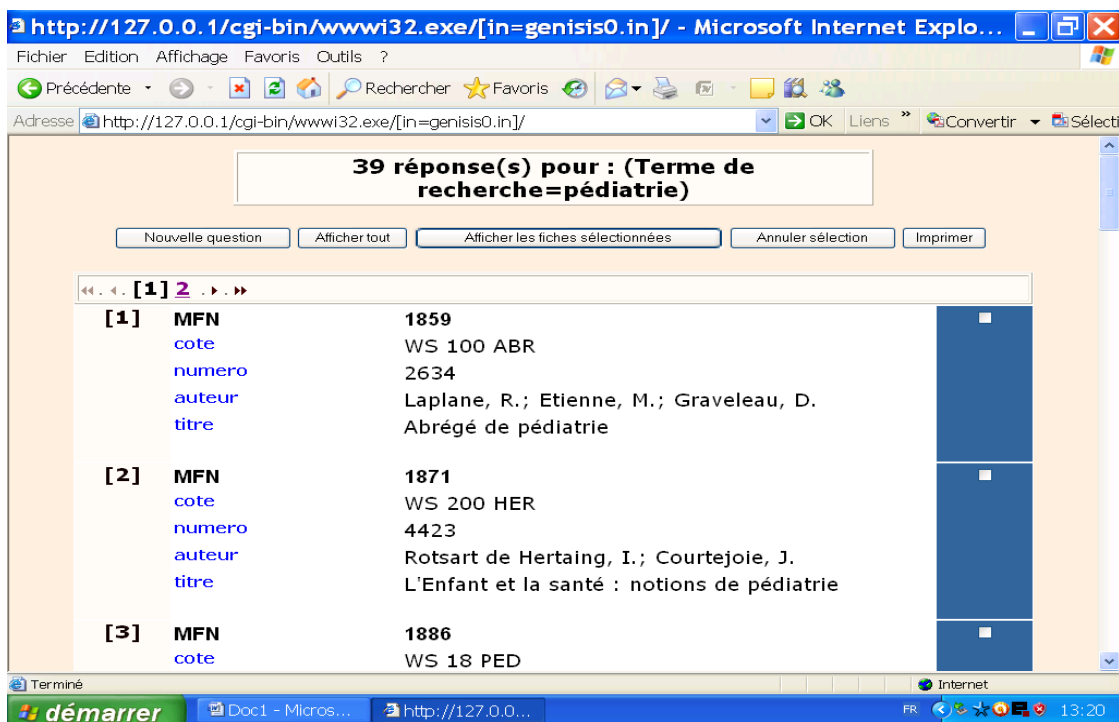 http://127.0.0.1/cgi-bin/wwwi32.exe/[in=genisis0.in]/ - Microsoft Internet Explo...
Fichier Edition Affichage Favoris Outils ?
Précédente Rechercher Favoris
Adresse http://127.0.0.1/cgi-bin/wwwi32.exe/[in=genisis0.in]/ OK Liens » Convertir Sélecti
39 réponse(s) pour : (Terme de
recherche=pédiatrie)
Nouvelle question Afficher tout Afficher les fiches sélectionnées Annuler sélection Imprimer
[1] 2
[1] MFN 1859
cote WS 100 ABR
numero 2634
auteur Laplane, R.; Etienne, M.; Graveleau, D.
titre Abrégé de pédiatrie
[2] MFN 1871
cote WS 200 HER
numero 4423
auteur Rotsart de Hertaing, I.; Courtejoie, J.
titre L'Enfant et la santé : notions de pédiatrie
[3] MFN 1886
cote WS 18 PED
Terminé Internet
démarrer Doc1 - Micros... http://127.0.0... FR 13:20